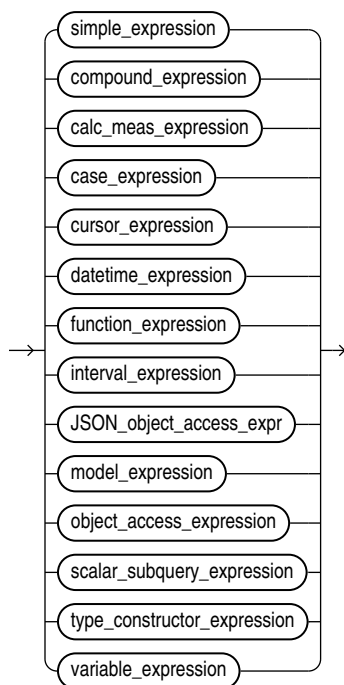 simple_expression
compound_expression
calc_meas_expression
case_expression
cursor_expression
datetime_expression
function_expression
interval_expression
JSON_object_access_expr
model_expression
object_access_expression
scalar_subquery_expression
type_constructor_expression
variable_expression